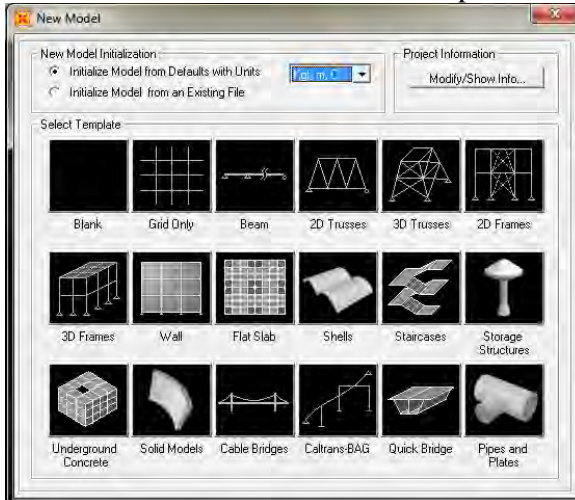 New Model
New Model Initialization
Project Information
Initialize Model from Defaults with Units
Kgf, m, C
Modify/Show Info...
Initialize Model from an Existing File
Select Template
Blank
Grid Only
Beam
2D Trusses
3D Trusses
2D Frames
3D Frames
Wall
Flat Slab
Shells
Staircases
Storage
Structures
Underground
Concrete
Solid Models
Cable Bridges
Caltrans-BAG
Quick Bridge
Pipes and
Plates